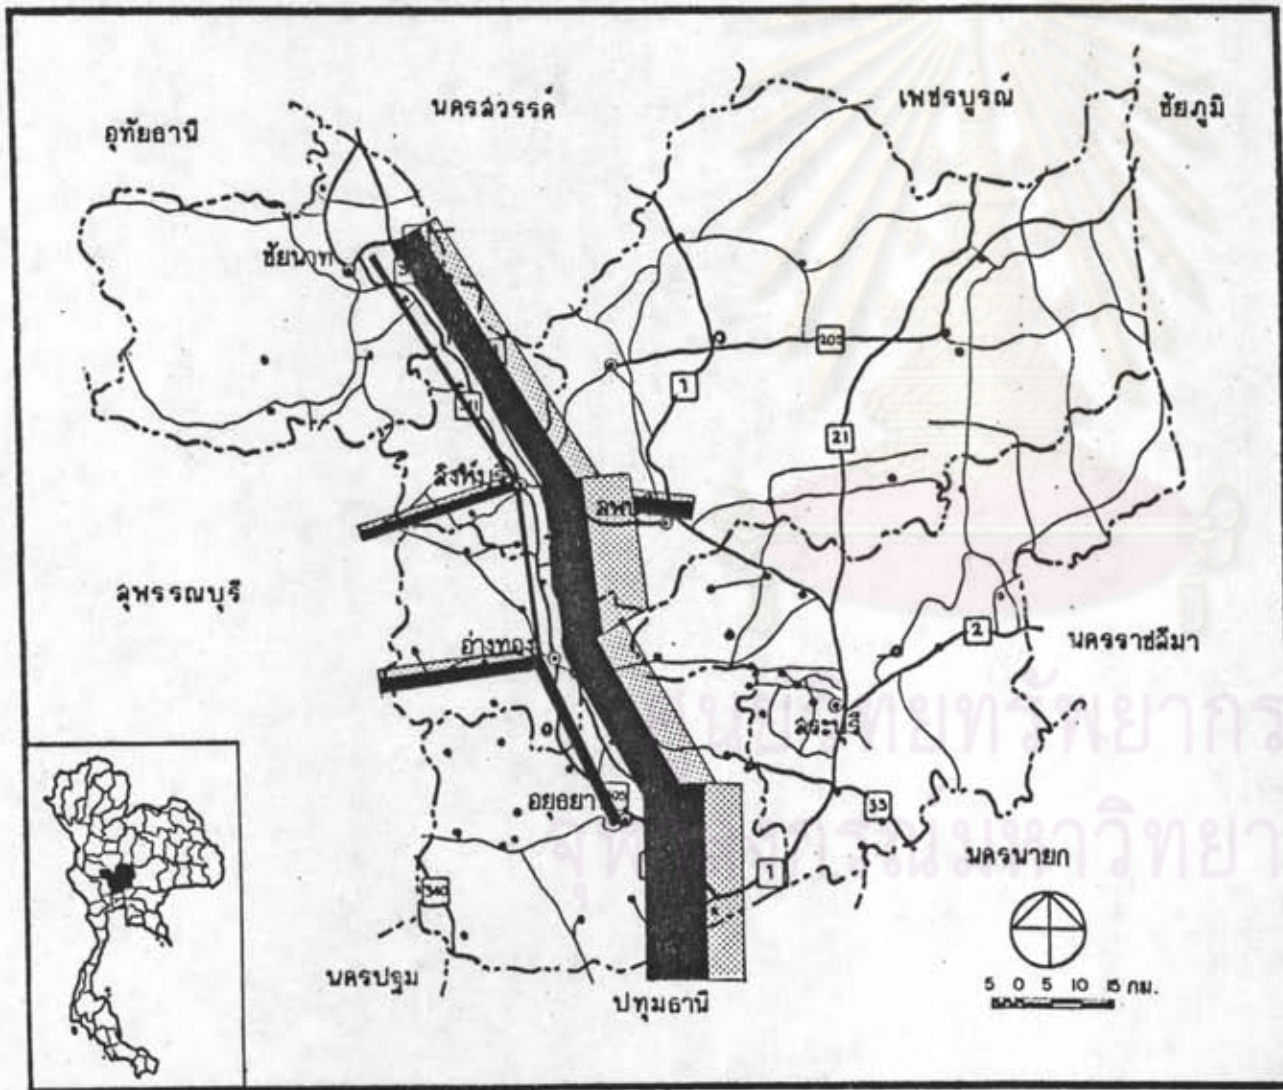 นครสวรรค์
เพชรบูรณ์
ชัยภูมิ
อุทัยธานี
ชัยนาท
205
1
21
สิงห์บุรี
ลพบุ
สุพรรณบุรี
2
นครราชสีมา
อ่างทอง
สระบุรี
อยุธยา
33
นครนายก
1
340
นครปฐม
ปทุมธานี
5 0 5 10 15 กม.